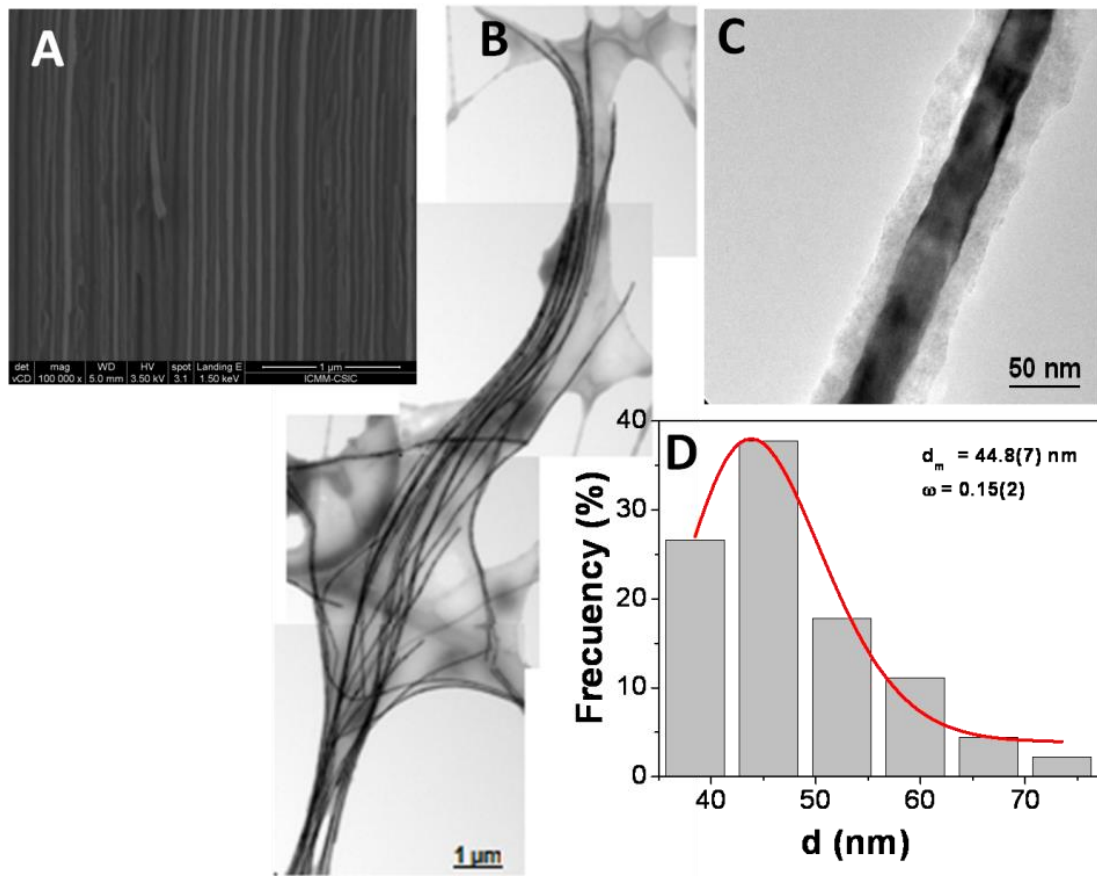 A
det mag WD HV spot Landing E 1 µm
vCD 100 000 x 5.0 mm 3.50 kV 3.1 1.50 keV ICMM-CSIC
B
1 µm
C
50 nm
D
d_m = 44.8(7) nm
ω = 0.15(2)
Frecuency (%)
40
30
20
10
0
40 50 60 70
d (nm)